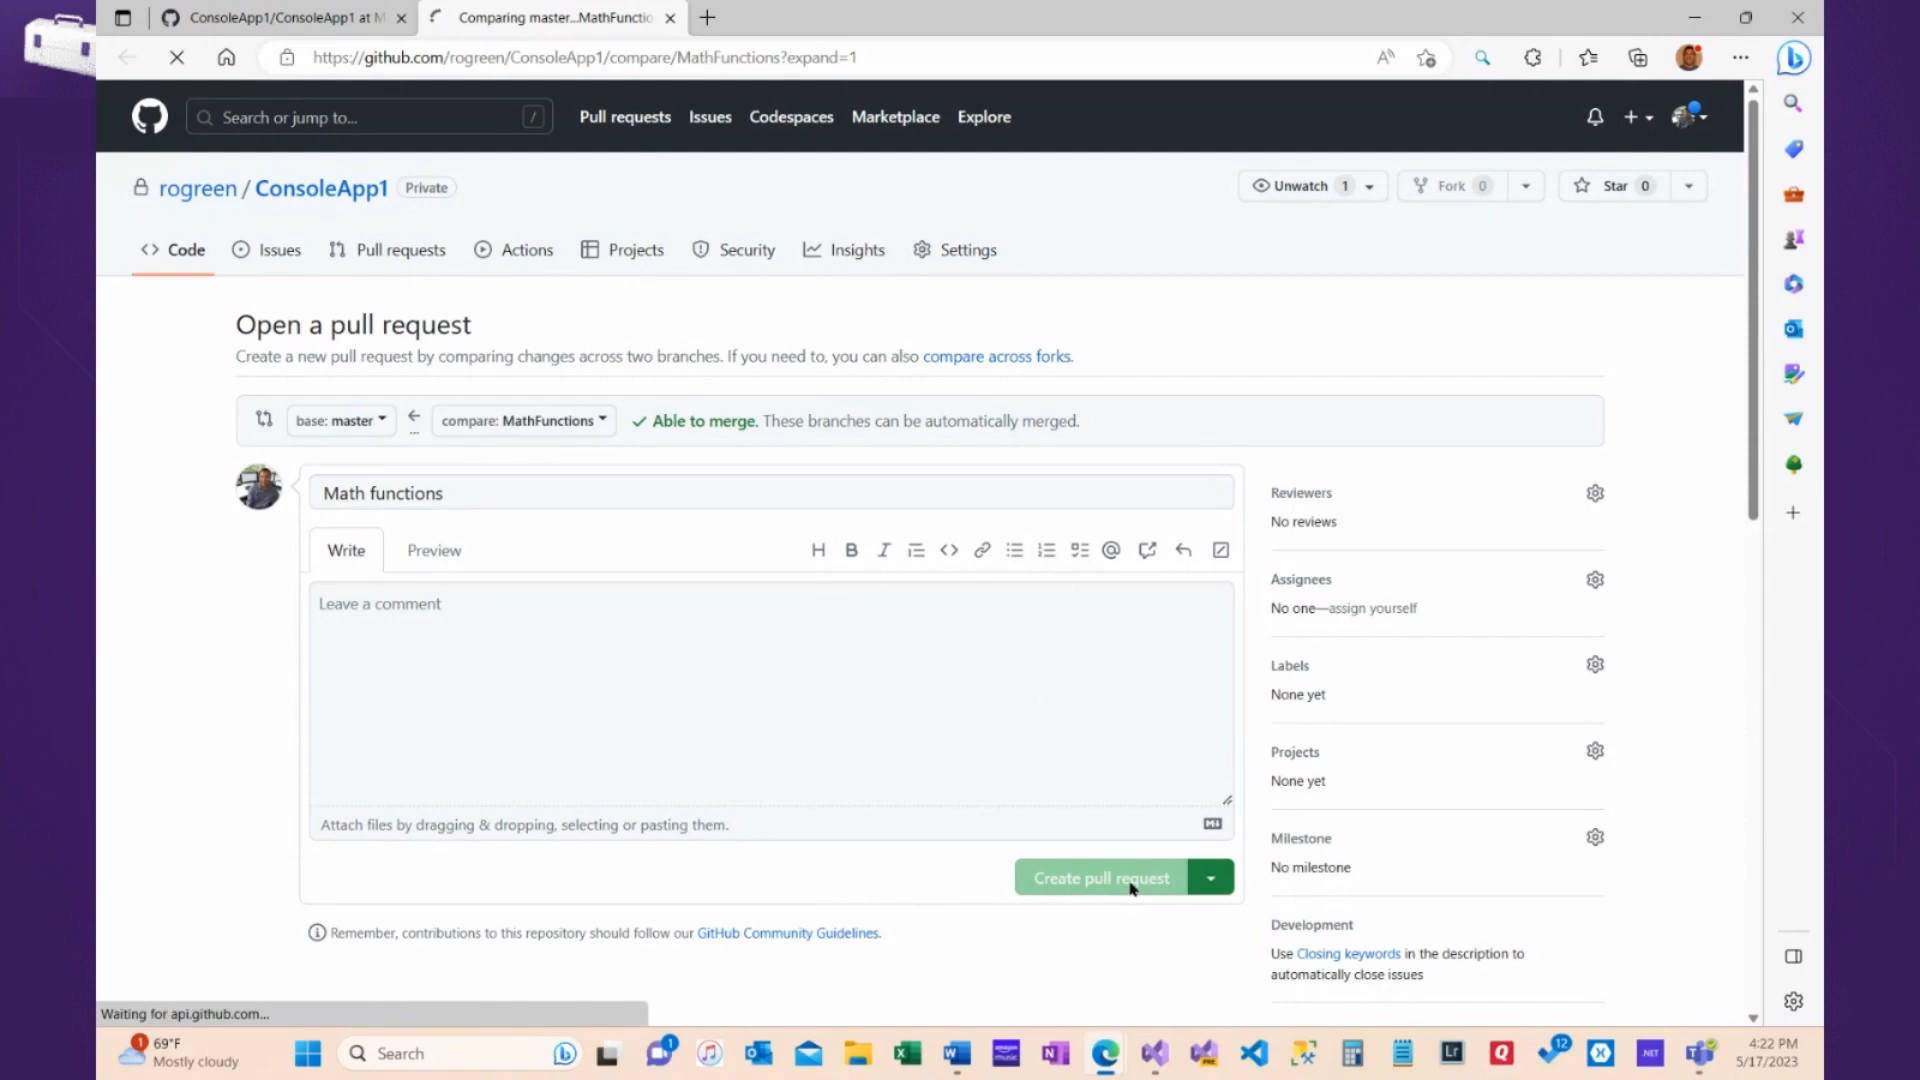 ConsoleApp1/ConsoleApp1 at M
Comparing master...MathFunctio
https://github.com/rogreen/ConsoleApp1/compare/MathFunctions?expand=1
Search or jump to...
/
Pull requests
Issues
Codespaces
Marketplace
Explore
rogreen / ConsoleApp1
Private
Unwatch 1
Fork 0
Star 0
Code
Issues
Pull requests
Actions
Projects
Security
Insights
Settings
Open a pull request
Create a new pull request by comparing changes across two branches. If you need to, you can also compare across forks.
base: master
...
compare: MathFunctions
Able to merge. These branches can be automatically merged.
Math functions
Write
Preview
Leave a comment
Attach files by dragging & dropping, selecting or pasting them.
Create pull request
Remember, contributions to this repository should follow our GitHub Community Guidelines.
Reviewers
No reviews
Assignees
No one—assign yourself
Labels
None yet
Projects
None yet
Milestone
No milestone
Development
Use Closing keywords in the description to
automatically close issues
Waiting for api.github.com...
1
69°F
Mostly cloudy
Search
1
12
4:22 PM
5/17/2023